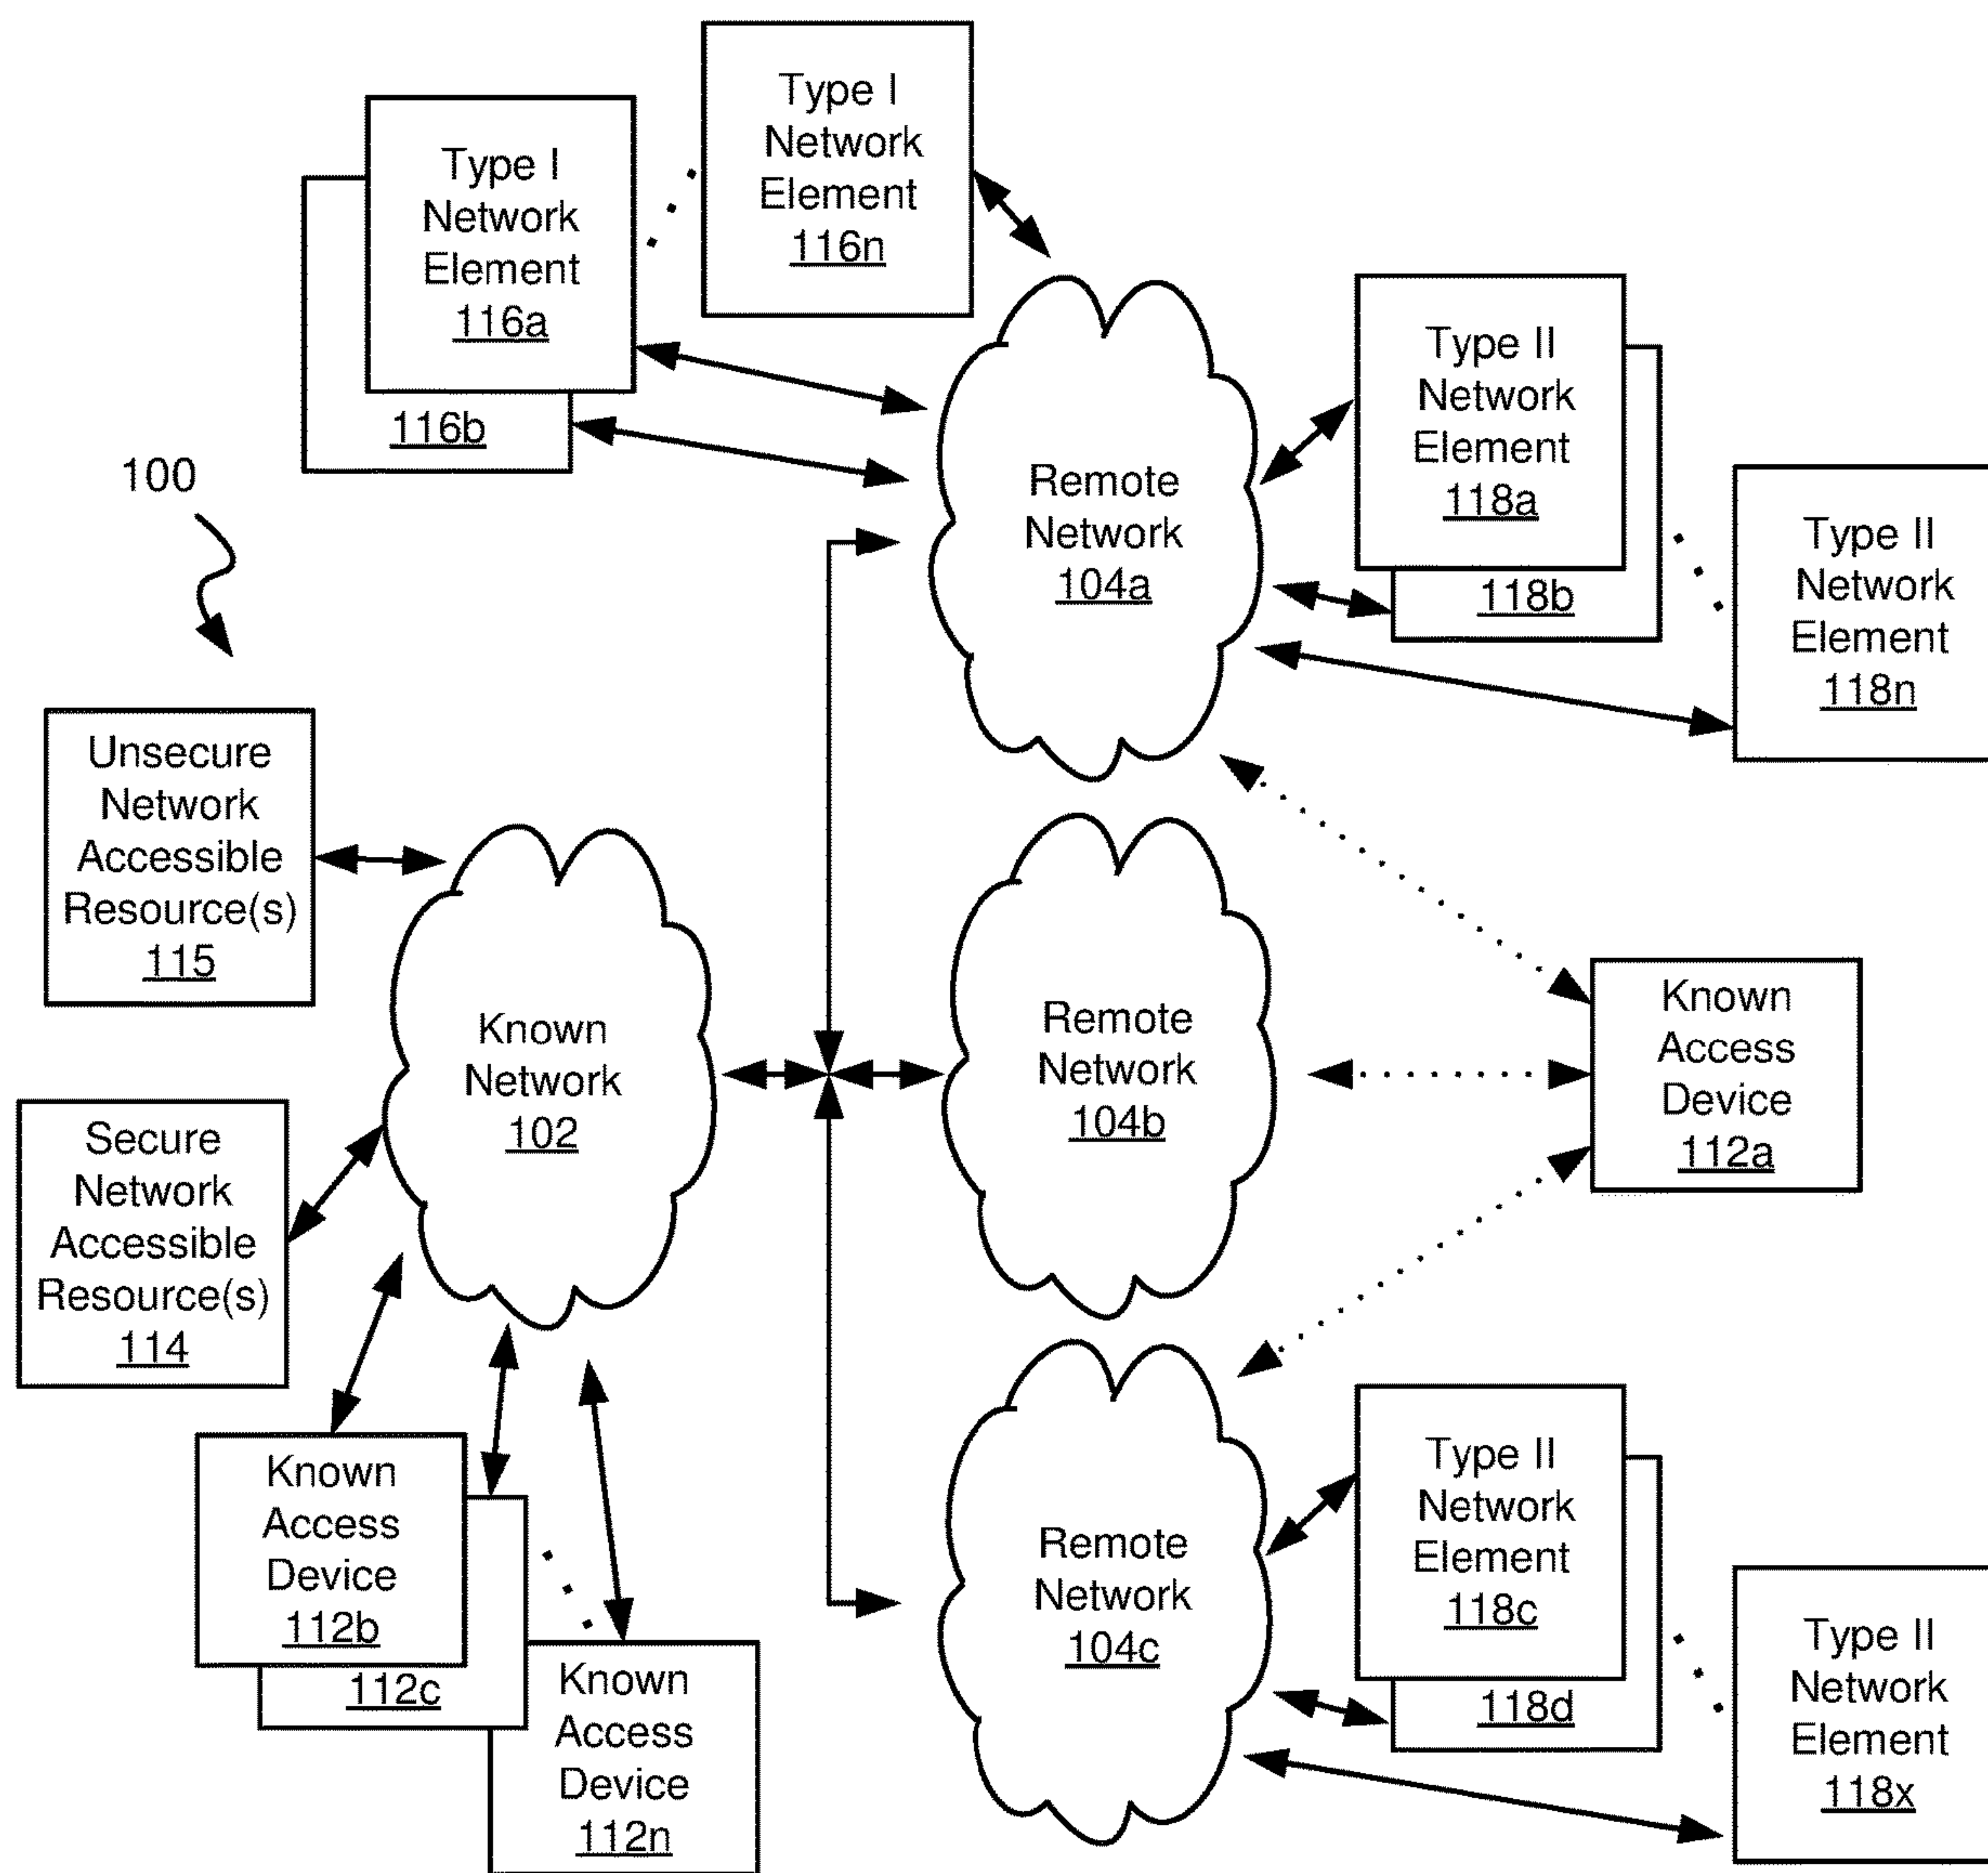 Type I
Network
Element
116n
Type I
Network
Element
116a
116b
100
Remote
Network
104a
Type II
Network
Element
118a
118b
Type II
Network
Element
118n
Unsecure
Network
Accessible
Resource(s)
115
Known
Network
102
Remote
Network
104b
Known
Access
Device
112a
Secure
Network
Accessible
Resource(s)
114
Known
Access
Device
112b
112c
Known
Access
Device
112n
Remote
Network
104c
Type II
Network
Element
118c
118d
Type II
Network
Element
118x